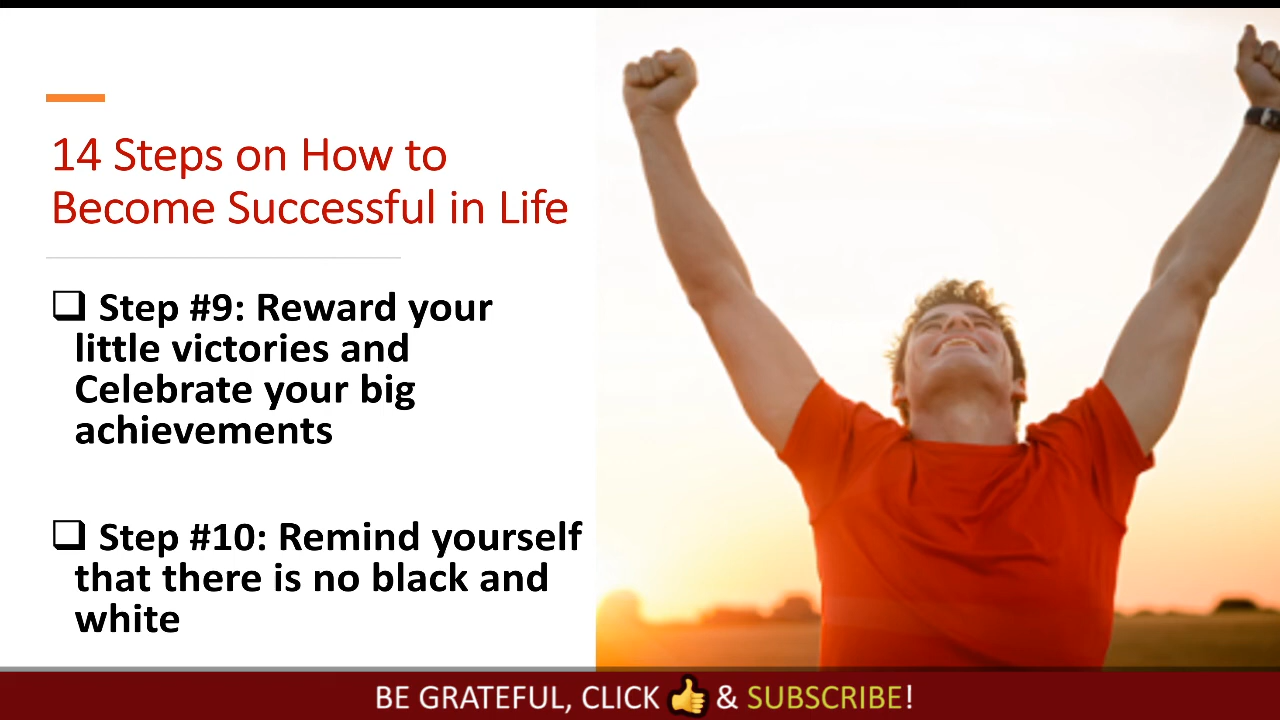 14 Steps on How to
Become Successful in Life
❑ Step #9: Reward your
little victories and
Celebrate your big
achievements
❑ Step #10: Remind yourself
that there is no black and
white
BE GRATEFUL, CLICK 👍 & SUBSCRIBE!